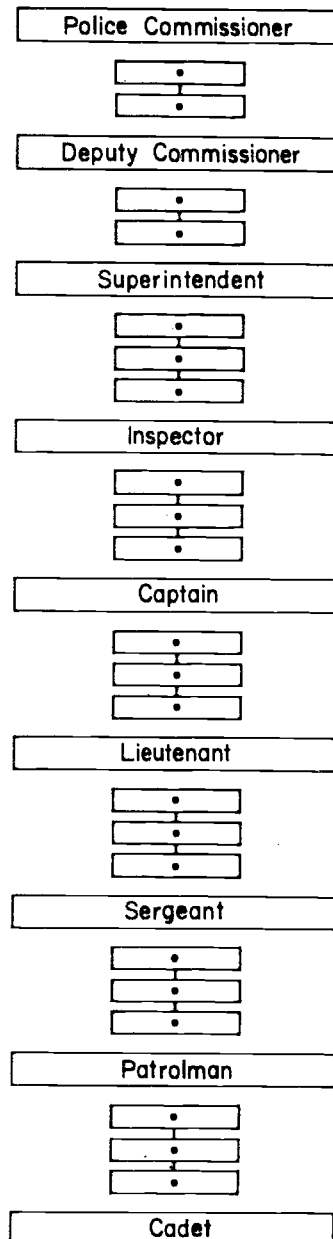 Police Commissioner
Deputy Commissioner
Superintendent
Inspector
Captain
Lieutenant
Sergeant
Patrolman
Cadet